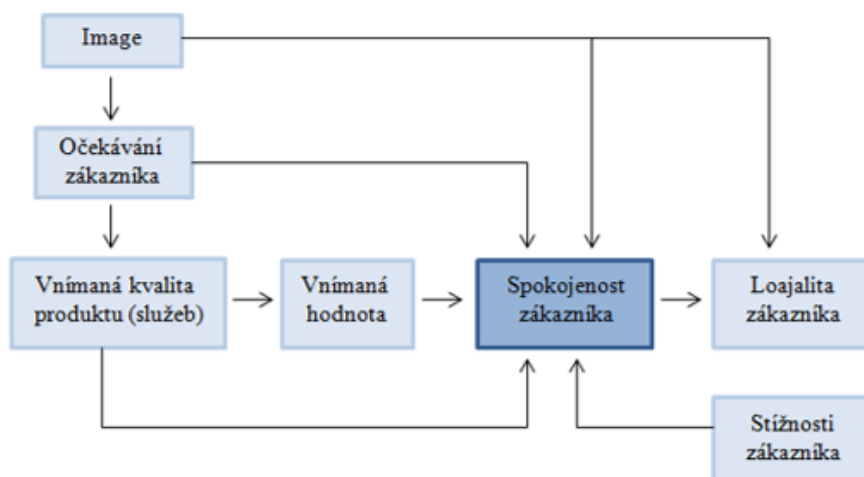 Image
Očekávání
zákazníka
Vnímaná kvalita
produktu (služeb)
Vnímaná
hodnota
Spokojenost
zákazníka
Loajalita
zákazníka
Stížnosti
zákazníka